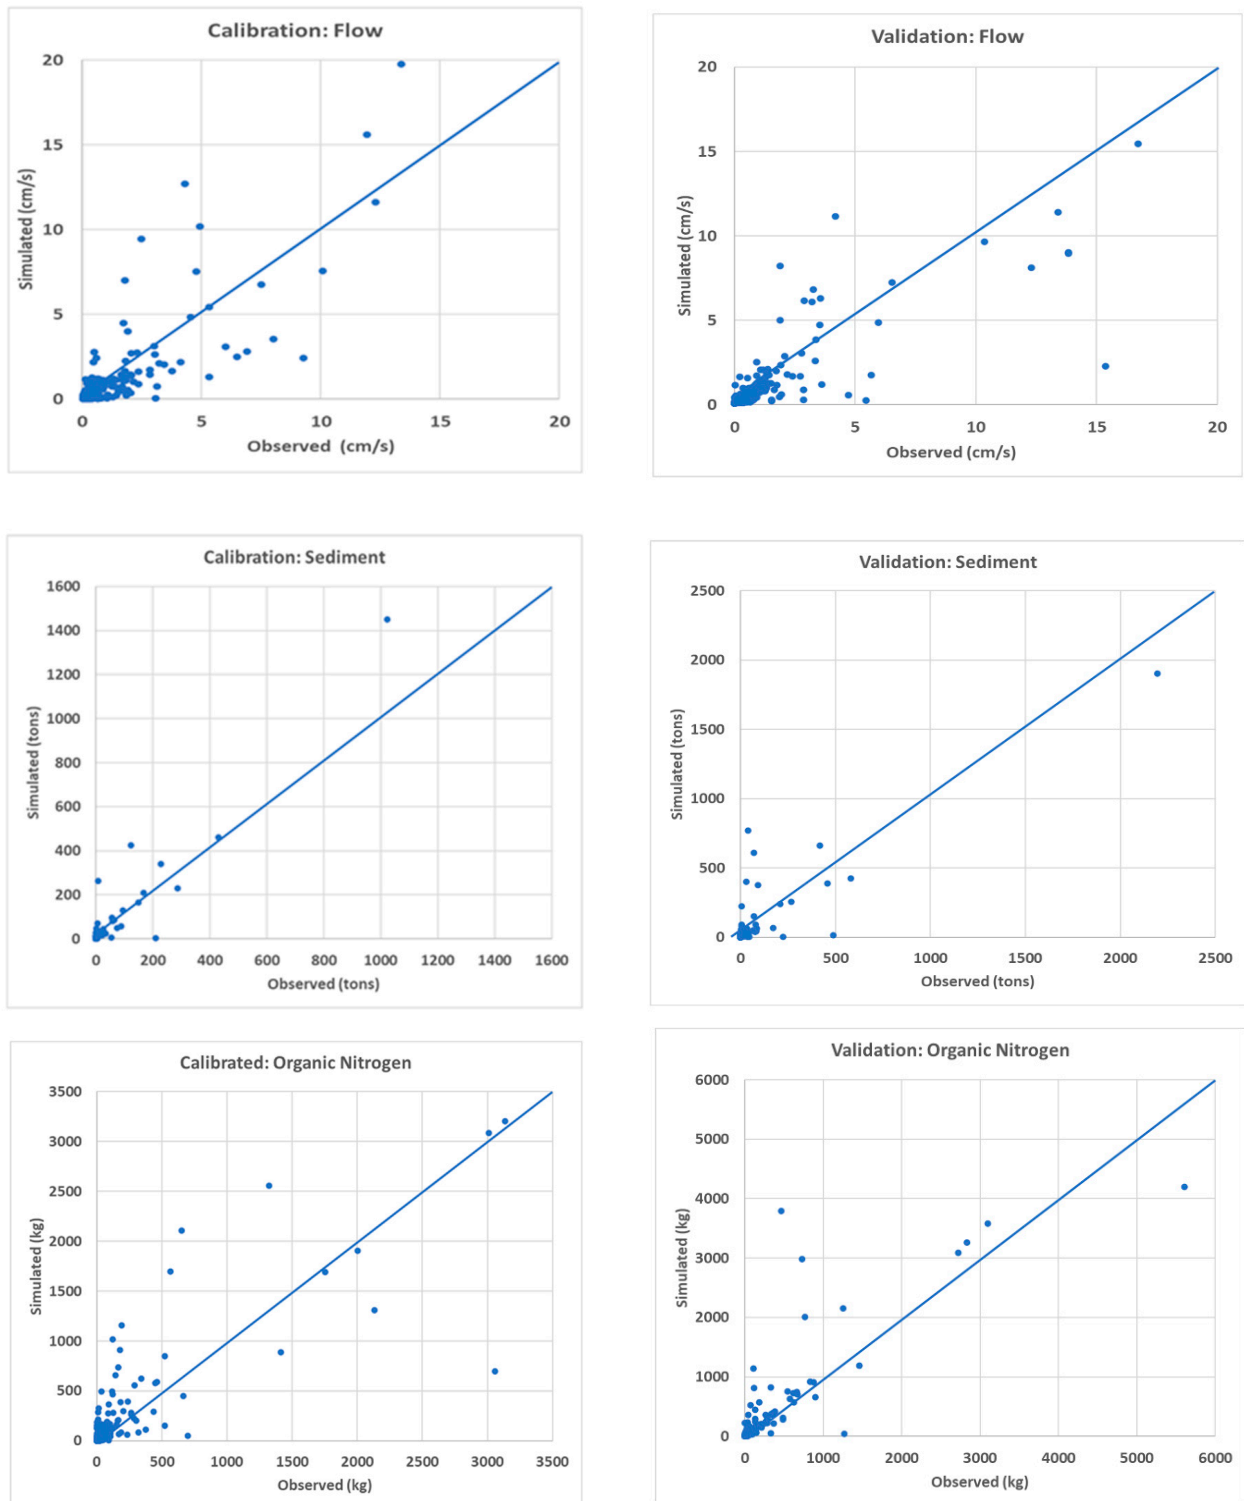 Calibration: Flow
20
15
10
5
0
Simulated (cm/s)
0 5 10 15 20
Observed (cm/s)
Validation: Flow
20
15
10
5
0
Simulated (cm/s)
0 5 10 15 20
Observed (cm/s)
Calibration: Sediment
1600
1400
1200
1000
800
600
400
200
0
Simulated (tons)
0 200 400 600 800 1000 1200 1400 1600
Observed (tons)
Validation: Sediment
2500
2000
1500
1000
500
0
Simulated (tons)
0 500 1000 1500 2000 2500
Observed (tons)
Calibrated: Organic Nitrogen
3500
3000
2500
2000
1500
1000
500
0
Simulated (kg)
0 500 1000 1500 2000 2500 3000 3500
Observed (kg)
Validation: Organic Nitrogen
6000
5000
4000
3000
2000
1000
0
Simulated (kg)
0 1000 2000 3000 4000 5000 6000
Observed (kg)